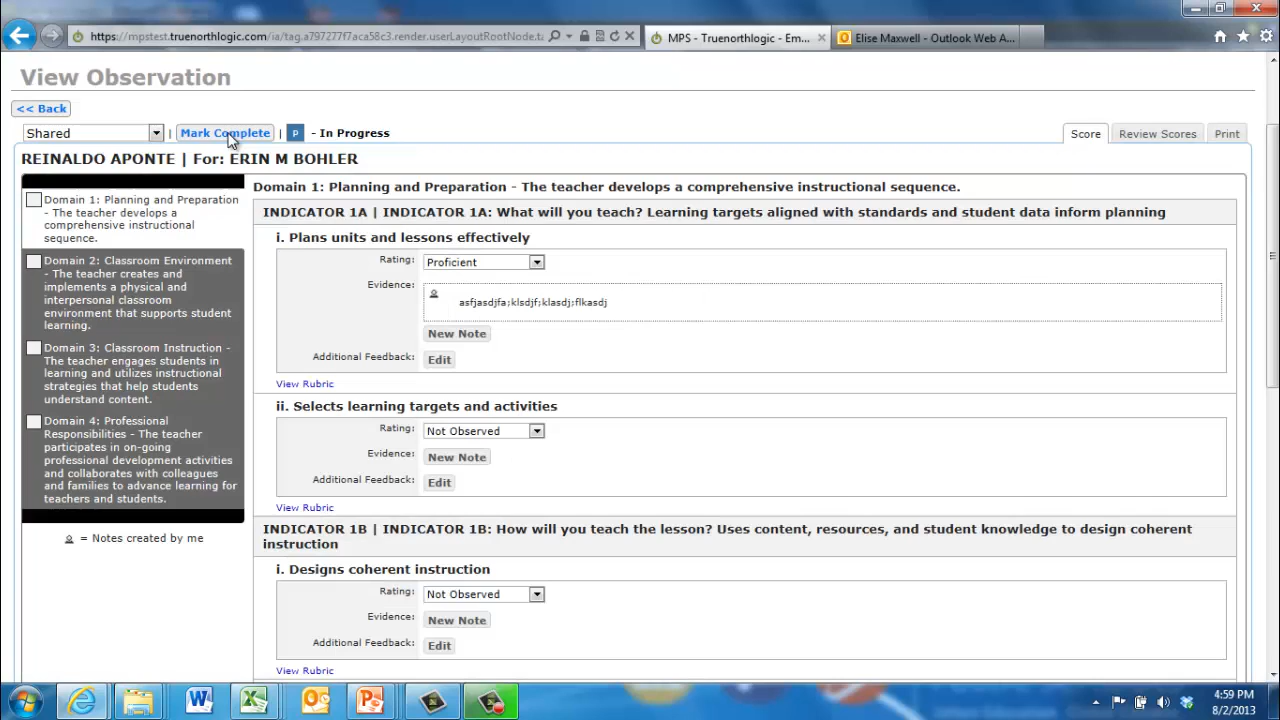 https://mpstest.truenorthlogic.com/ia/tag.a797277f7aca58c3.render.userLayoutRootNode.ta
MPS - Truenorthlogic - Em...
Elise Maxwell - Outlook Web A...
View Observation
<< Back
Shared
|
Mark Complete
|
P
- In Progress
Score
Review Scores
Print
REINALDO APONTE | For: ERIN M BOHLER
Domain 1: Planning and Preparation
- The teacher develops a
comprehensive instructional
sequence.
Domain 2: Classroom Environment
- The teacher creates and
implements a physical and
interpersonal classroom
environment that supports student
learning.
Domain 3: Classroom Instruction -
The teacher engages students in
learning and utilizes instructional
strategies that help students
understand content.
Domain 4: Professional
Responsibilities - The teacher
participates in on-going
professional development activities
and collaborates with colleagues
and families to advance learning for
teachers and students.
= Notes created by me
Domain 1: Planning and Preparation - The teacher develops a comprehensive instructional sequence.
INDICATOR 1A | INDICATOR 1A: What will you teach? Learning targets aligned with standards and student data inform planning
i. Plans units and lessons effectively
Rating:
Proficient
Evidence:
asfjasdjfa;klsdjf;klasdj;flkasdj
New Note
Additional Feedback:
Edit
View Rubric
ii. Selects learning targets and activities
Rating:
Not Observed
Evidence:
New Note
Additional Feedback:
Edit
View Rubric
INDICATOR 1B | INDICATOR 1B: How will you teach the lesson? Uses content, resources, and student knowledge to design coherent
instruction
i. Designs coherent instruction
Rating:
Not Observed
Evidence:
New Note
Additional Feedback:
Edit
View Rubric
4:59 PM
8/2/2013